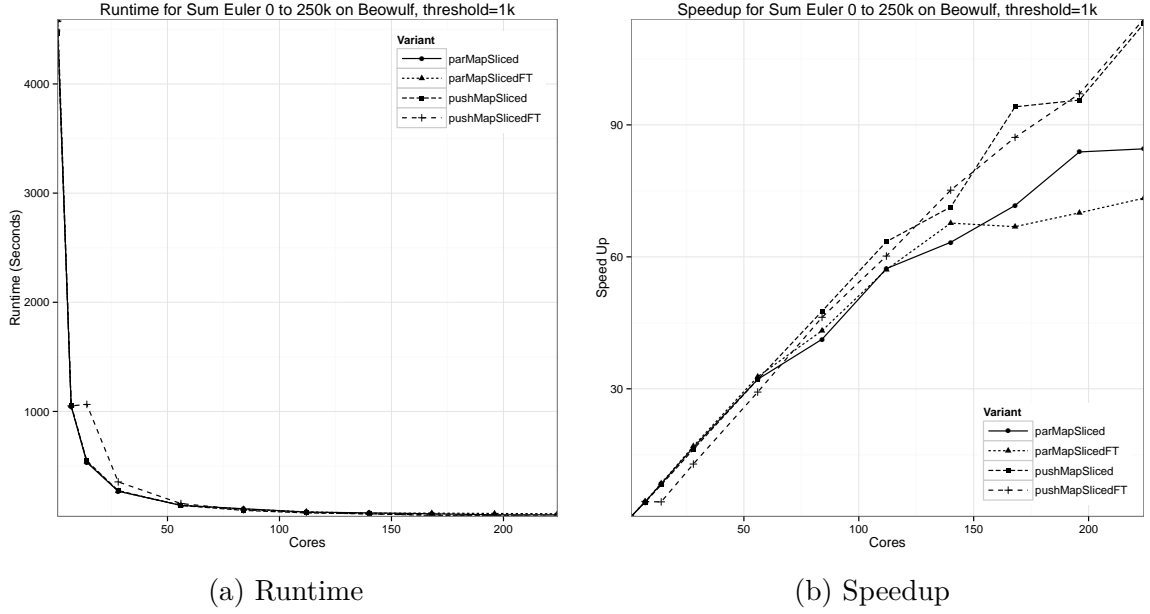 Runtime for Sum Euler 0 to 250k on Beowulf, threshold=1k
Variant
parMapSliced
parMapSlicedFT
pushMapSliced
pushMapSlicedFT
4000
3000
2000
1000
Runtime (Seconds)
50
100
150
200
Cores
(a) Runtime
Speedup for Sum Euler 0 to 250k on Beowulf, threshold=1k
90
60
30
Speed Up
Variant
parMapSliced
parMapSlicedFT
pushMapSliced
pushMapSlicedFT
50
100
150
200
Cores
(b) Speedup